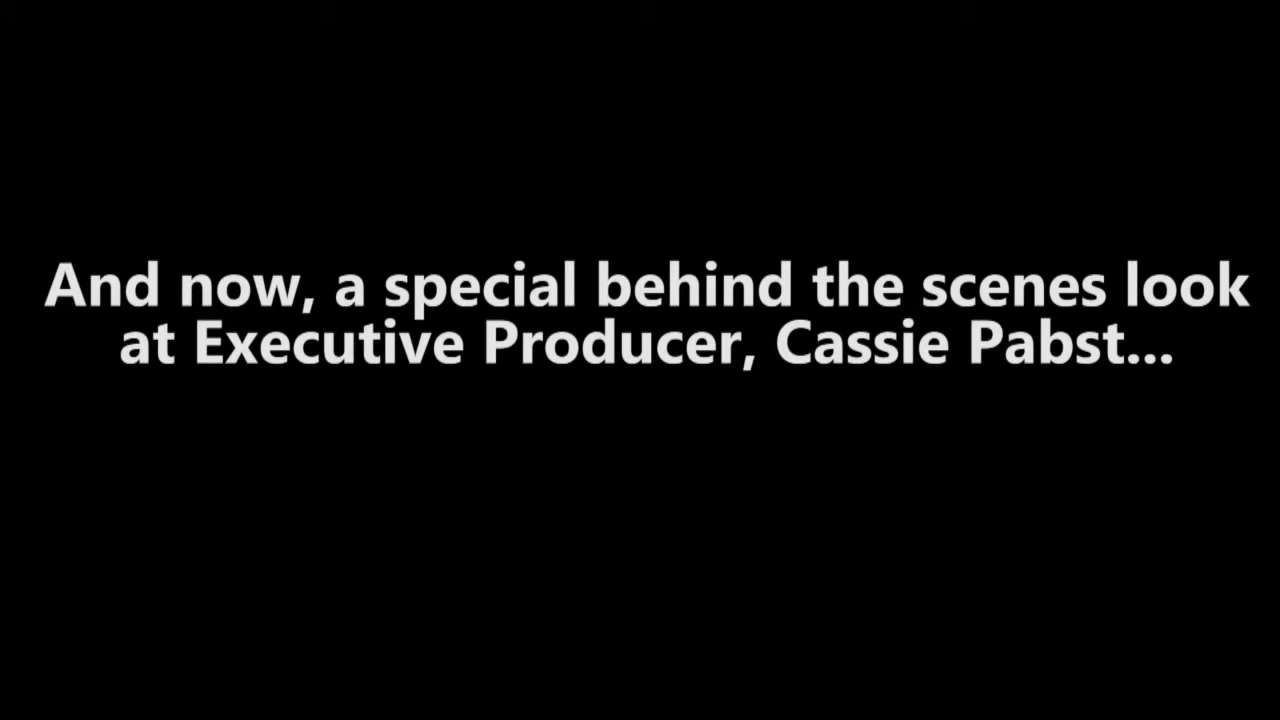 And now, a special behind the scenes look
at Executive Producer, Cassie Pabst...